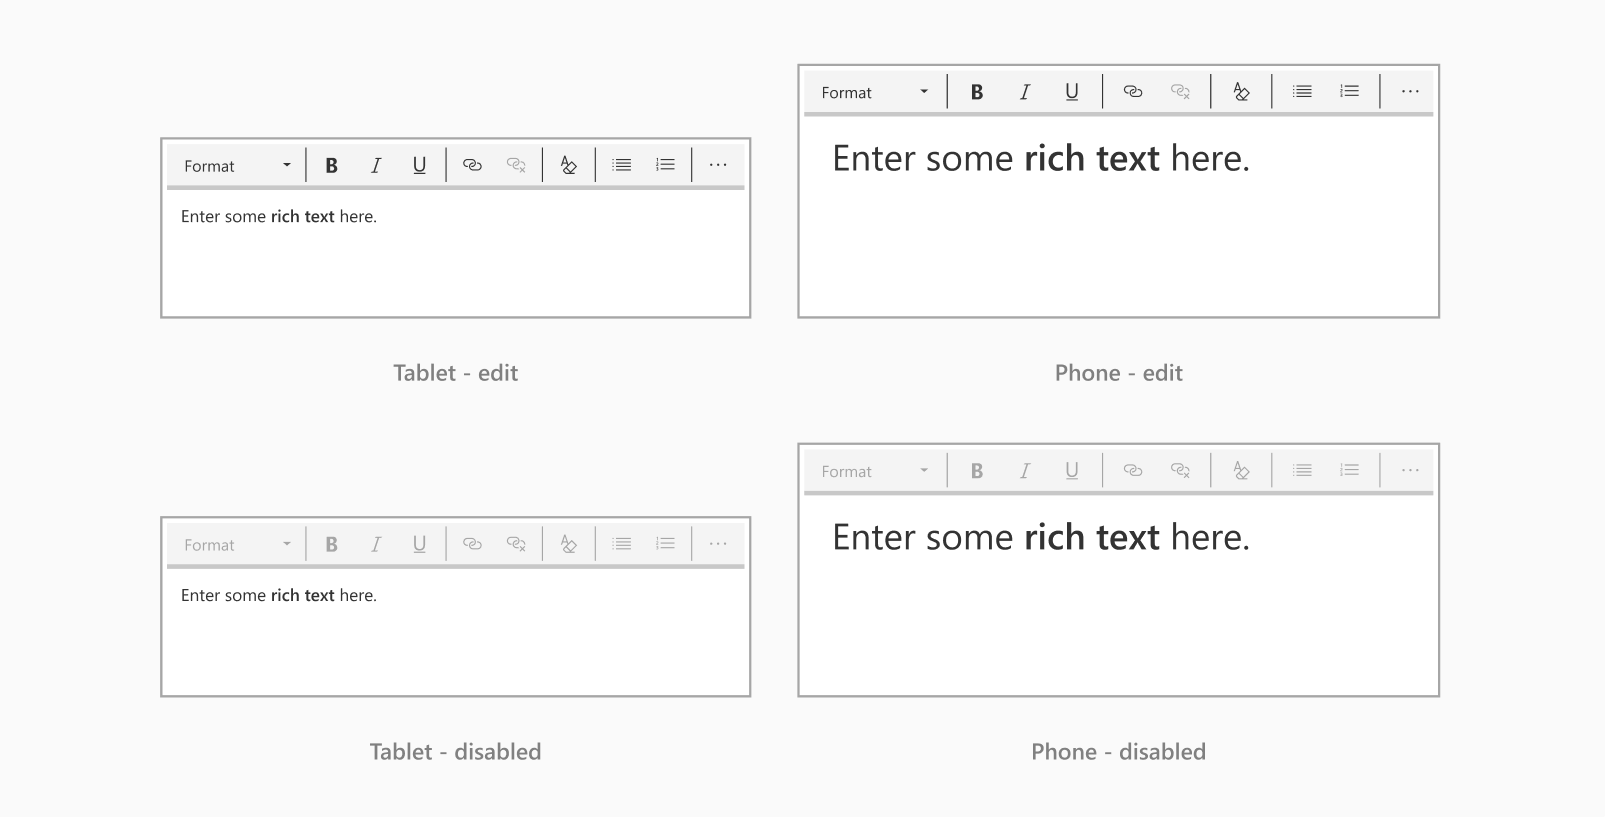 Format B I U A ...
Enter some rich text here.
Tablet - edit
Format B I U A ...
Enter some rich text here.
Phone - edit
Format B I U A ...
Enter some rich text here.
Tablet - disabled
Format B I U A ...
Enter some rich text here.
Phone - disabled